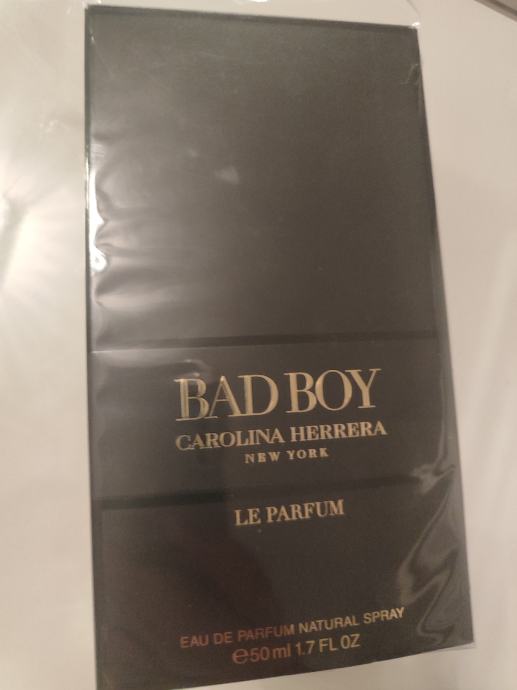 BAD BOY
CAROLINA HERRERA
NEW YORK
LE PARFUM
EAU DE PARFUM NATURAL SPRAY
℮50 ml 1.7 FL OZ